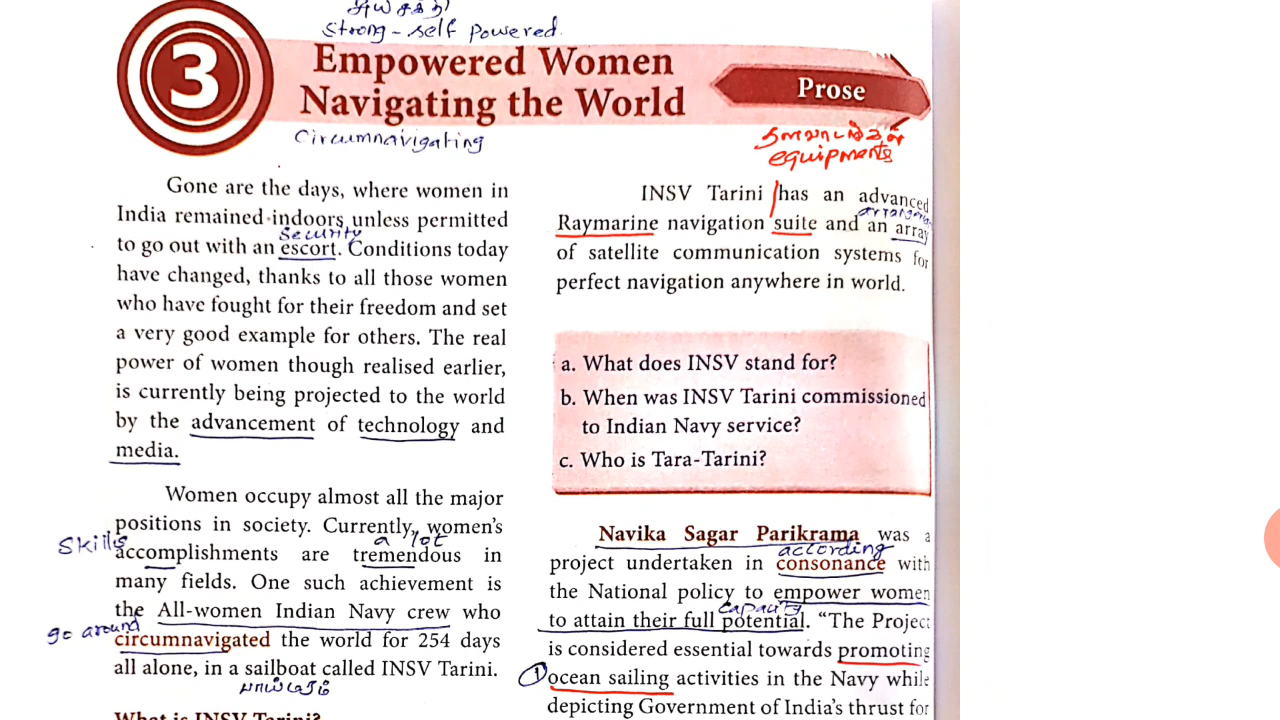 சுயசக்தி
Strong - self powered.
3
Empowered Women
Navigating the World
Prose
Circumnavigating
தளவாடங்கள்
equipments
Gone are the days, where women in
India remained indoors unless permitted
security
to go out with an escort. Conditions today
have changed, thanks to all those women
who have fought for their freedom and set
a very good example for others. The real
power of women though realised earlier,
is currently being projected to the world
by the advancement of technology and
media.
Women occupy almost all the major
positions in society. Currently, women's
Skills
a lot
accomplishments are tremendous in
many fields. One such achievement is
the All-women Indian Navy crew who
go around
circumnavigated the world for 254 days
all alone, in a sailboat called INSV Tarini.
பாய்மரம்
What is INSV Tarini?
INSV Tarini has an advanced
Raymarine navigation suite and an array
of satellite communication systems for
perfect navigation anywhere in world.
a. What does INSV stand for?
b. When was INSV Tarini commissioned
to Indian Navy service?
c. Who is Tara-Tarini?
Navika Sagar Parikrama was a
according
project undertaken in consonance with
the National policy to empower women
capacity
to attain their full potential. "The Project
is considered essential towards promoting
1
ocean sailing activities in the Navy while
depicting Government of India's thrust for